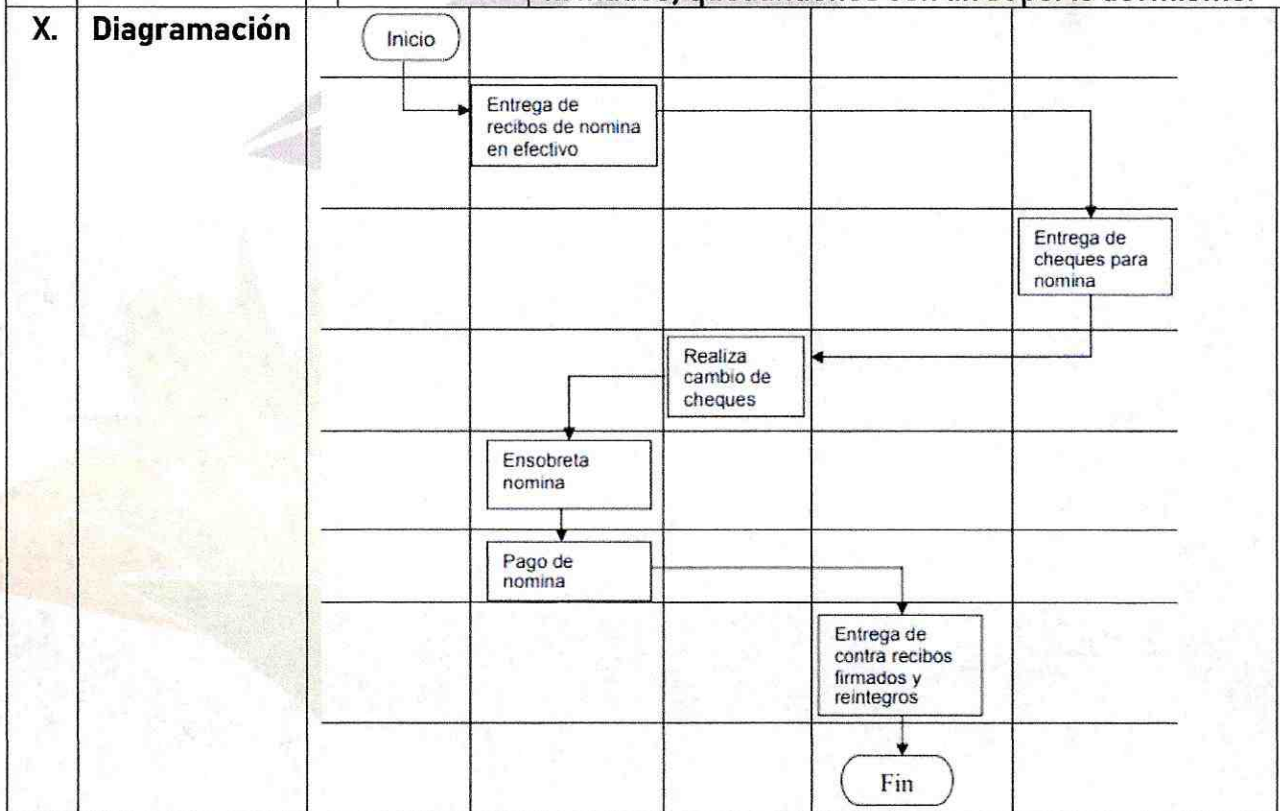 X. Diagramación
Inicio
Entrega de
recibos de nomina
en efectivo
Entrega de
cheques para
nomina
Realiza
cambio de
cheques
Ensobreta
nomina
Pago de
nomina
Entrega de
contra recibos
firmados y
reintegros
Fin